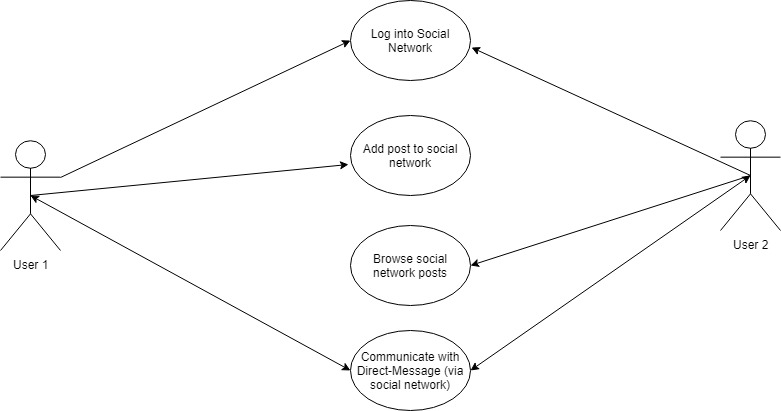 Log into Social
Network
Add post to social
network
User 1
User 2
Browse social
network posts
Communicate with
Direct-Message (via
social network)